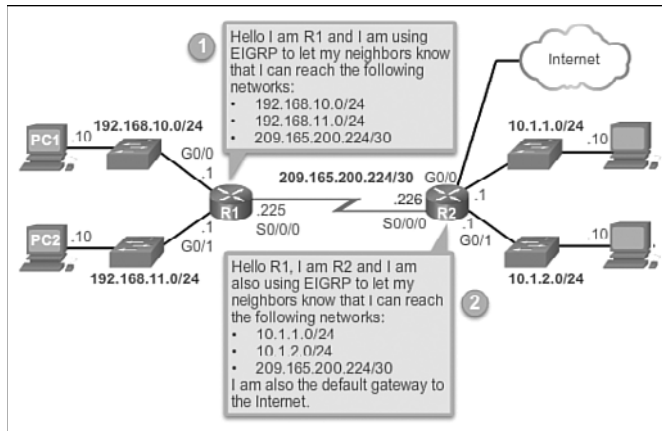 1
Hello I am R1 and I am using
EIGRP to let my neighbors know
that I can reach the following
networks:
• 192.168.10.0/24
• 192.168.11.0/24
• 209.165.200.224/30
Internet
PC1
.10
192.168.10.0/24
G0/0
.1
10.1.1.0/24
.10
209.165.200.224/30
G0/0
.1
R1
.225
S0/0/0
.226
S0/0/0
R2
.1
G0/1
PC2
.10
.1
G0/1
192.168.11.0/24
.10
10.1.2.0/24
Hello R1, I am R2 and I am
also using EIGRP to let my
neighbors know that I can reach
the following networks:
• 10.1.1.0/24
• 10.1.2.0/24
• 209.165.200.224/30
I am also the default gateway to
the Internet.
2